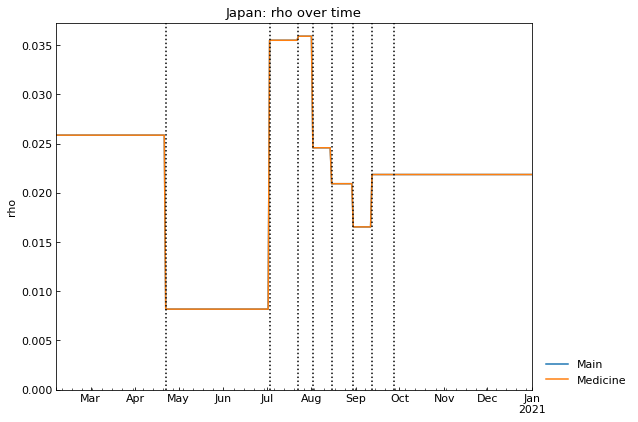 Japan: rho over time
rho
0.035
0.030
0.025
0.020
0.015
0.010
0.005
0.000
Mar Apr May Jun Jul Aug Sep Oct Nov Dec Jan
2021
Main
Medicine